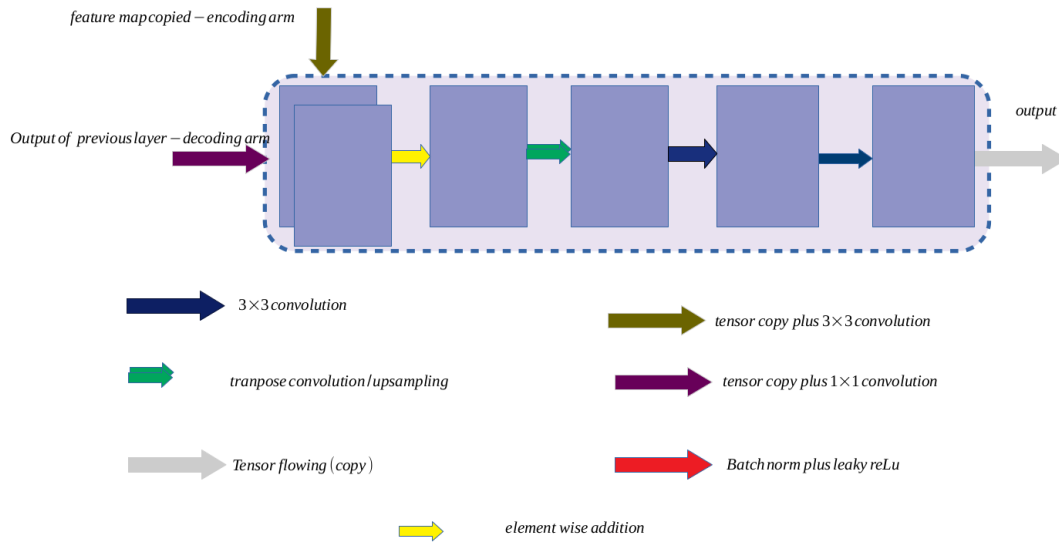 feature map copied – encoding arm
Output of previous layer – decoding arm
output
3×3 convolution
tensor copy plus 3×3 convolution
tranpose convolution/upsampling
tensor copy plus 1×1 convolution
Tensor flowing (copy)
Batch norm plus leaky reLu
element wise addition